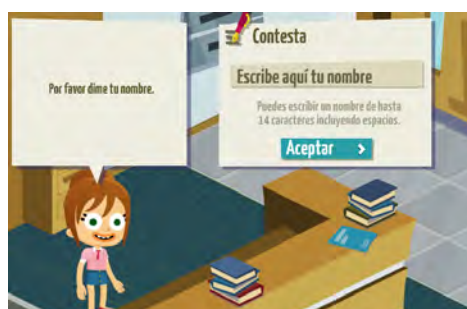 Por favor dime tu nombre.
Contesta
Escribe aquí tu nombre
Puedes escribir un nombre de hasta
14 caracteres incluyendo espacios.
Aceptar >